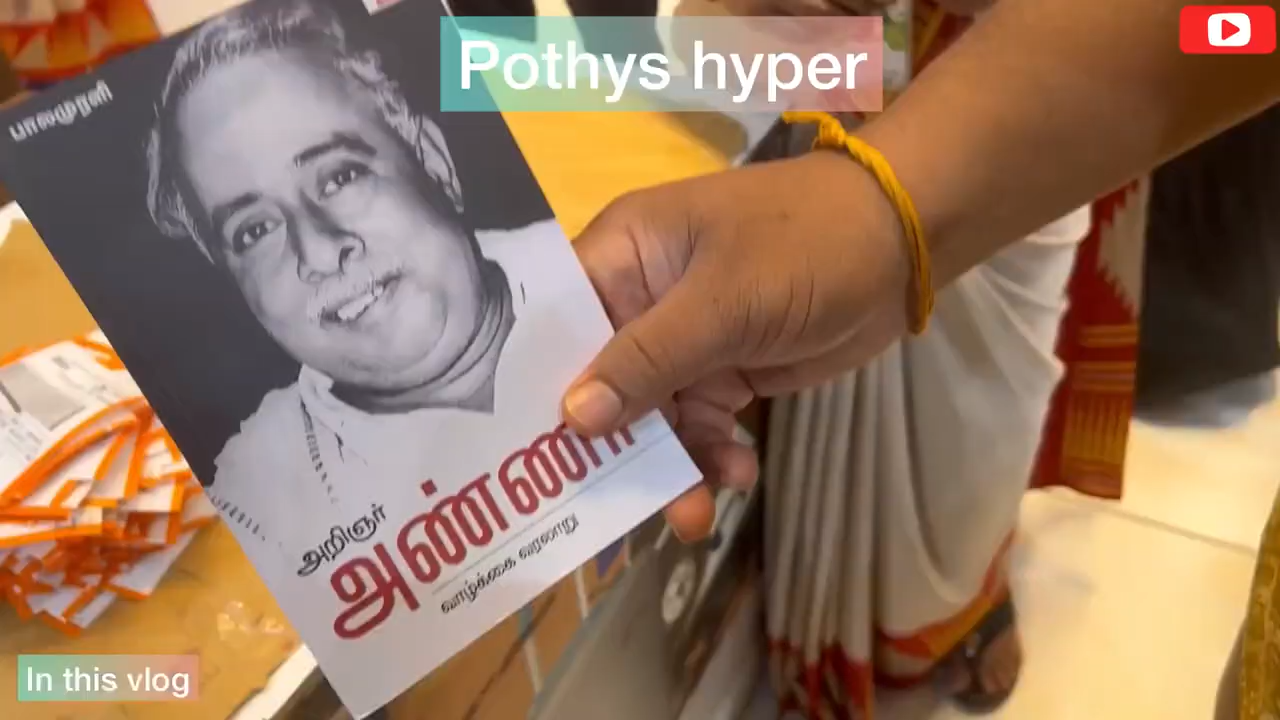 Pothys hyper
பாலமுரளி
அறிஞர்
அண்ணா
வாழ்க்கை வரலாறு
In this vlog